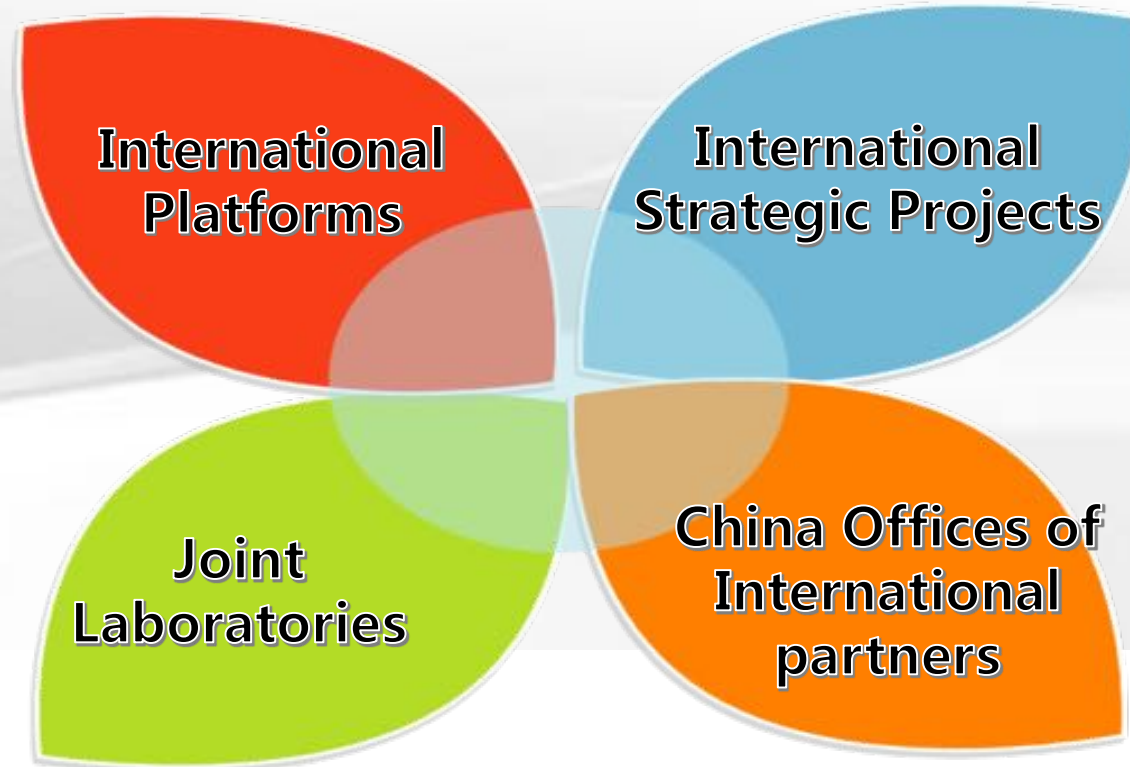 International
Platforms
International
Strategic Projects
Joint
Laboratories
China Offices of
International
partners